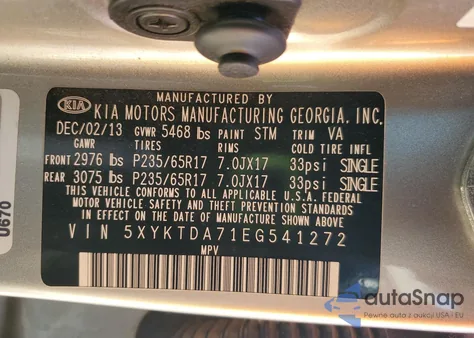 MANUFACTURED BY
KIA KIA MOTORS MANUFACTURING GEORGIA, INC.
DEC/02/13 GVWR 5468 lbs PAINT STM TRIM VA
GAWR TIRES RIMS COLD TIRE INFL.
FRONT 2976 lbs P235/65R17 7.0JX17 33psi SINGLE
REAR 3075 lbs P235/65R17 7.0JX17 33psi SINGLE
THIS VEHICLE CONFORMS TO ALL APPLICABLE U.S. FEDERAL
MOTOR VEHICLE SAFETY, BUMPER, AND THEFT PREVENTION STANDARDS
IN EFFECT ON THE DATE OF MANUFACTURE SHOWN ABOVE.
VIN 5XYKTDA71EG541272
MPV
U670
autoSnap
Pewne auta z aukcji USA i EU